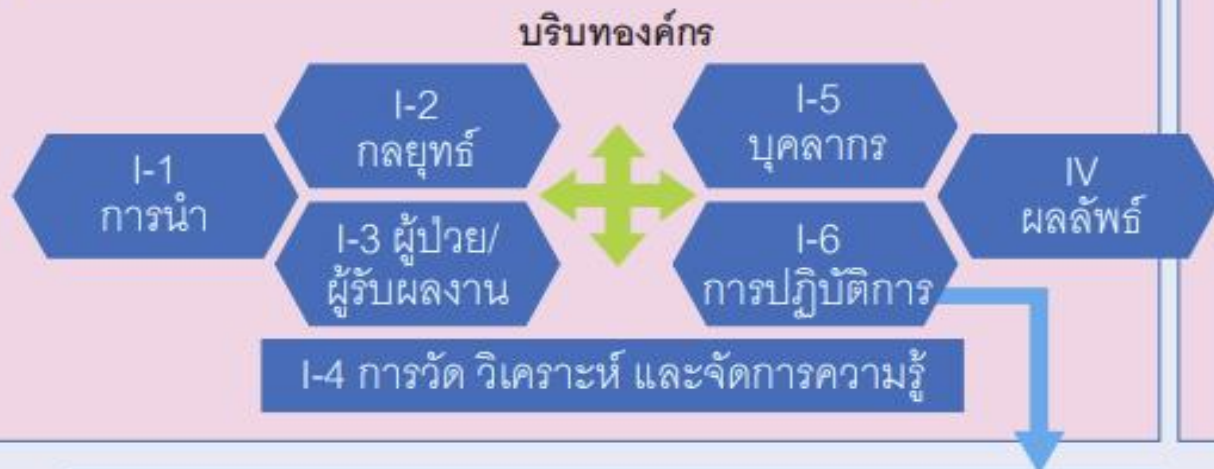 บริบทองค์กร
I-1
การนำ
I-2
กลยุทธ์
I-3 ผู้ป่วย/
ผู้รับผลงาน
I-5
บุคลากร
I-6
การปฏิบัติการ
IV
ผลลัพธ์
I-4 การวัด วิเคราะห์ และจัดการความรู้